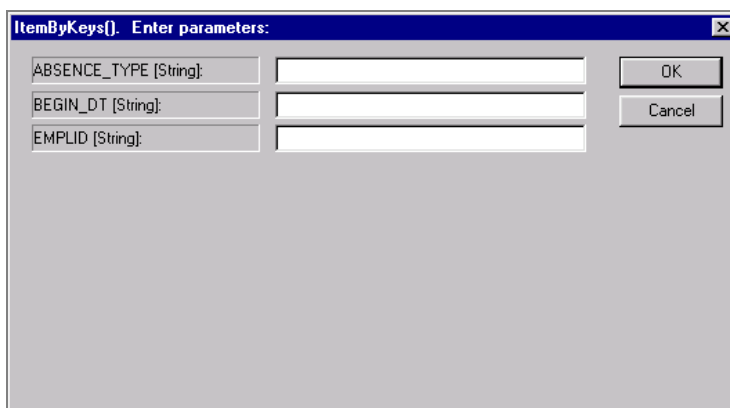 ItemByKeys(). Enter parameters:
ABSENCE_TYPE [String]:
OK
BEGIN_DT [String]:
Cancel
EMPLID [String]: